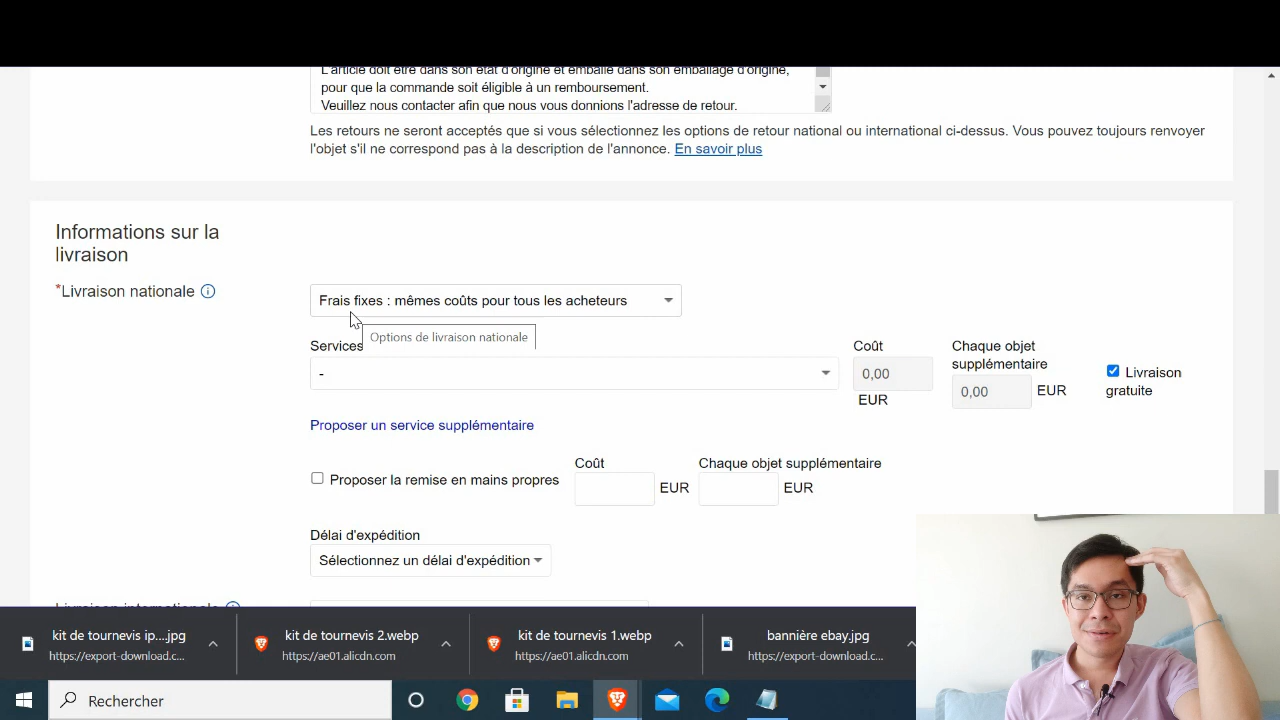 L'article doit être dans son état d'origine et emballé dans son emballage d'origine,
pour que la commande soit éligible à un remboursement.
Veuillez nous contacter afin que nous vous donnions l'adresse de retour.
Les retours ne seront acceptés que si vous sélectionnez les options de retour national ou international ci-dessus. Vous pouvez toujours renvoyer
l'objet s'il ne correspond pas à la description de l'annonce. En savoir plus
Informations sur la
livraison
*Livraison nationale
Frais fixes : mêmes coûts pour tous les acheteurs
Options de livraison nationale
Services
Coût
Chaque objet
supplémentaire
-
0,00
EUR
0,00
EUR
Livraison
gratuite
Proposer un service supplémentaire
Proposer la remise en mains propres
Coût
EUR
Chaque objet supplémentaire
EUR
Délai d'expédition
Sélectionnez un délai d'expédition
Livraison internationale
kit de tournevis ip....jpg
https://export-download.c...
kit de tournevis 2.webp
https://ae01.alicdn.com
kit de tournevis 1.webp
https://ae01.alicdn.com
bannière ebay.jpg
https://export-download.c...
Rechercher